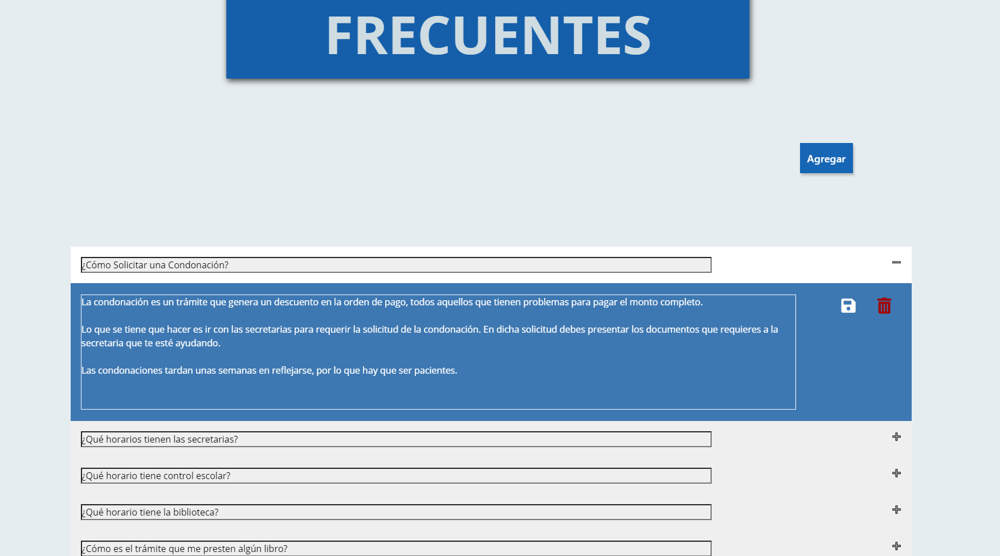 FRECUENTES
Agregar
¿Cómo Solicitar una Condonación?
La condonación es un trámite que genera un descuento en la orden de pago, todos aquellos que tienen problemas para pagar el monto completo.
Lo que se tiene que hacer es ir con las secretarias para requerir la solicitud de la condonación. En dicha solicitud debes presentar los documentos que requieres a la
secretaria que te esté ayudando.
Las condonaciones tardan unas semanas en reflejarse, por lo que hay que ser pacientes.
¿Qué horarios tienen las secretarias?
¿Qué horario tiene control escolar?
¿Qué horario tiene la biblioteca?
¿Cómo es el trámite que me presten algún libro?